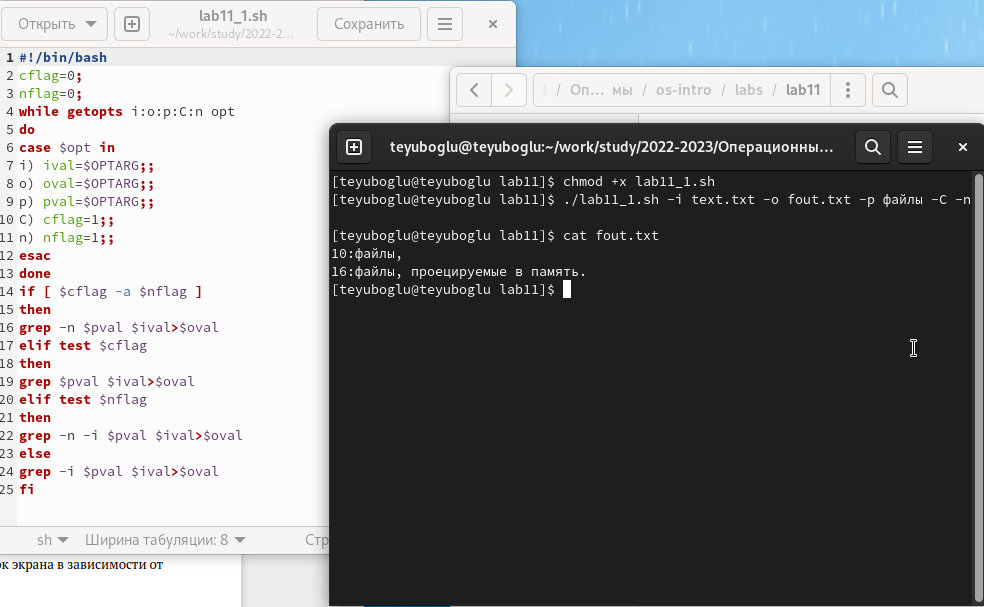 Открыть
lab11_1.sh
~/work/study/2022-2…
Сохранить
1 #!/bin/bash
2 cflag=0;
3 nflag=0;
4 while getopts i:o:p:C:n opt
5 do
6 case $opt in
7 i) ival=$OPTARG;;
8 o) oval=$OPTARG;;
9 p) pval=$OPTARG;;
10 C) cflag=1;;
11 n) nflag=1;;
12 esac
13 done
14 if [ $cflag -a $nflag ]
15 then
16 grep -n $pval $ival>$oval
17 elif test $cflag
18 then
19 grep $pval $ival>$oval
20 elif test $nflag
21 then
22 grep -n -i $pval $ival>$oval
23 else
24 grep -i $pval $ival>$oval
25 fi
sh Ширина табуляции: 8 Стр
ок экрана в зависимости от
3 / Оп… мы / os-intro / labs / lab11
teyuboglu@teyuboglu:~/work/study/2022-2023/Операционны…
[teyuboglu@teyuboglu lab11]$ chmod +x lab11_1.sh
[teyuboglu@teyuboglu lab11]$ ./lab11_1.sh -i text.txt -o fout.txt -p файлы -C -n
[teyuboglu@teyuboglu lab11]$ cat fout.txt
10:файлы,
16:файлы, проецируемые в память.
[teyuboglu@teyuboglu lab11]$